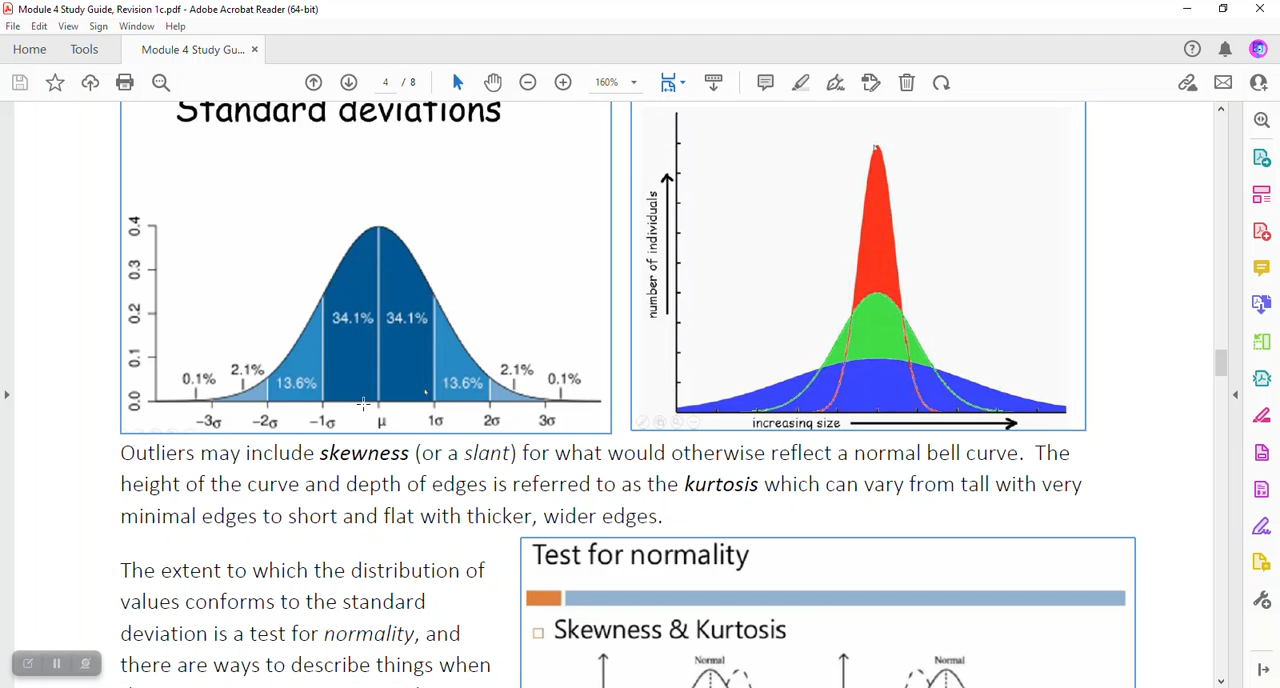 Module 4 Study Guide, Revision 1c.pdf - Adobe Acrobat Reader (64-bit)
File Edit View Sign Window Help
Home Tools Module 4 Study Gu... ×
4 / 8 160%
Standard deviations
0.4
0.3
0.2
0.1
0.0
34.1% 34.1%
0.1% 2.1% 13.6% 13.6% 2.1% 0.1%
−3σ −2σ −1σ μ 1σ 2σ 3σ
number of individuals
increasing size
Outliers may include skewness (or a slant) for what would otherwise reflect a normal bell curve. The
height of the curve and depth of edges is referred to as the kurtosis which can vary from tall with very
minimal edges to short and flat with thicker, wider edges.
The extent to which the distribution of
values conforms to the standard
deviation is a test for normality, and
there are ways to describe things when
Test for normality
Skewness & Kurtosis
Normal Normal